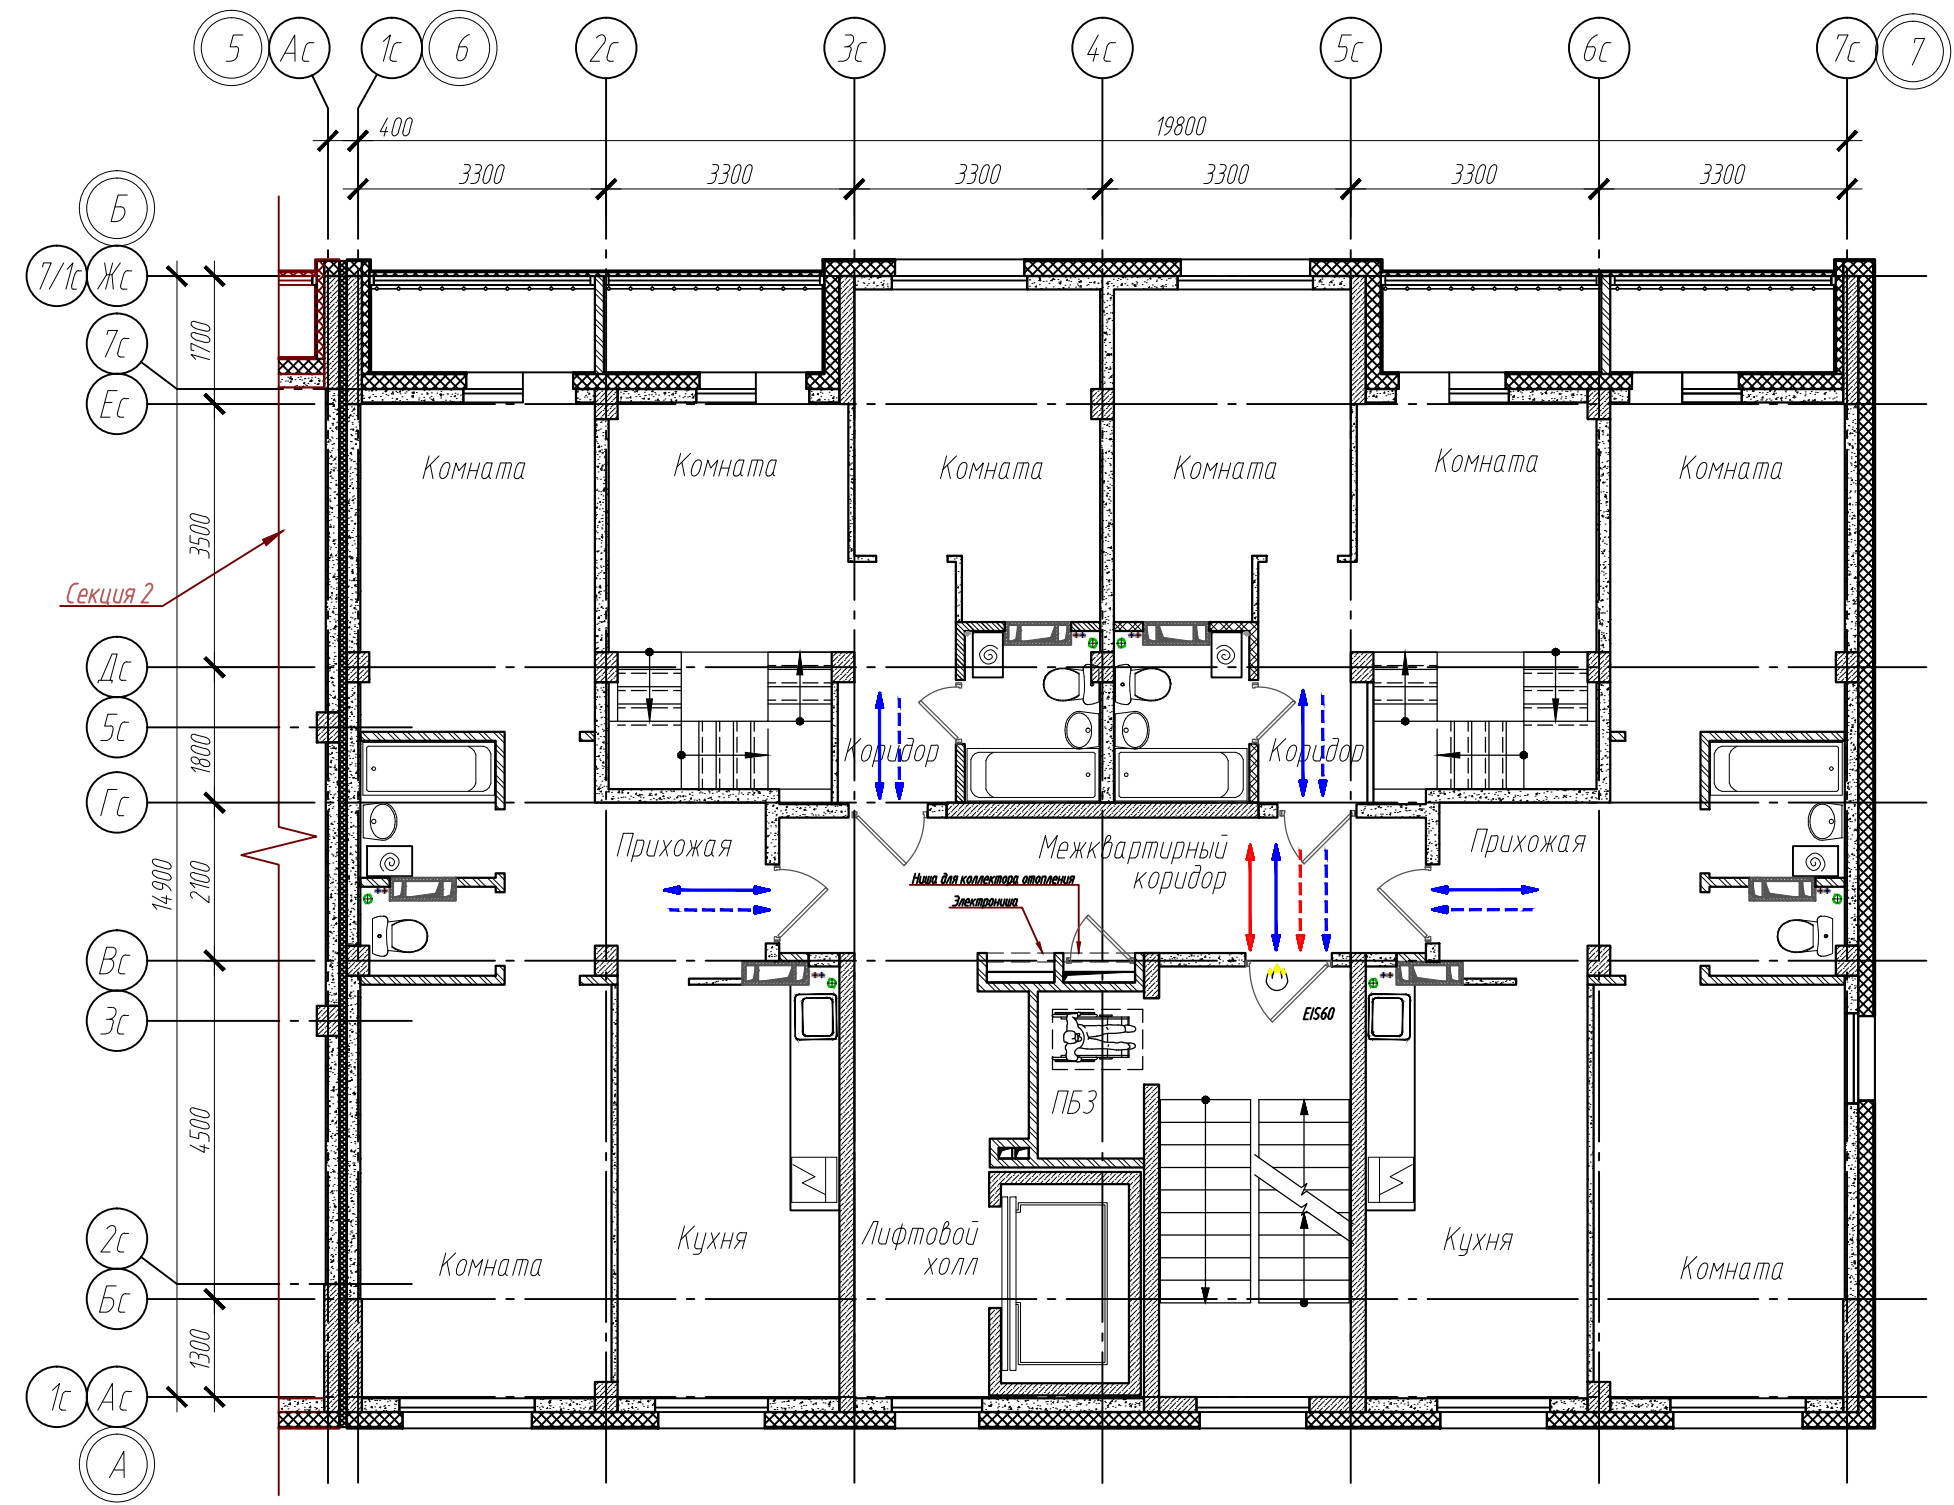 5 Ас 1с 6 2с 3с 4с 5с 6с 7с 7
400 19800
3300 3300 3300 3300 3300 3300
Б
7/1с Жс
7с
Ес
1700
Комната Комната Комната Комната Комната Комната
3500
Секция 2
Дс
5с
1800
Коридор Коридор
Гс
Прихожая Межквартирный Прихожая
коридор
14900
2100
Ниша для коллектора отопления
Электрониша
Вс
3с
EIS60
4500
ПБЗ
2с
Кухня Лифтовой Кухня
холл
Комната Комната
Бс
1300
1с Ас
А